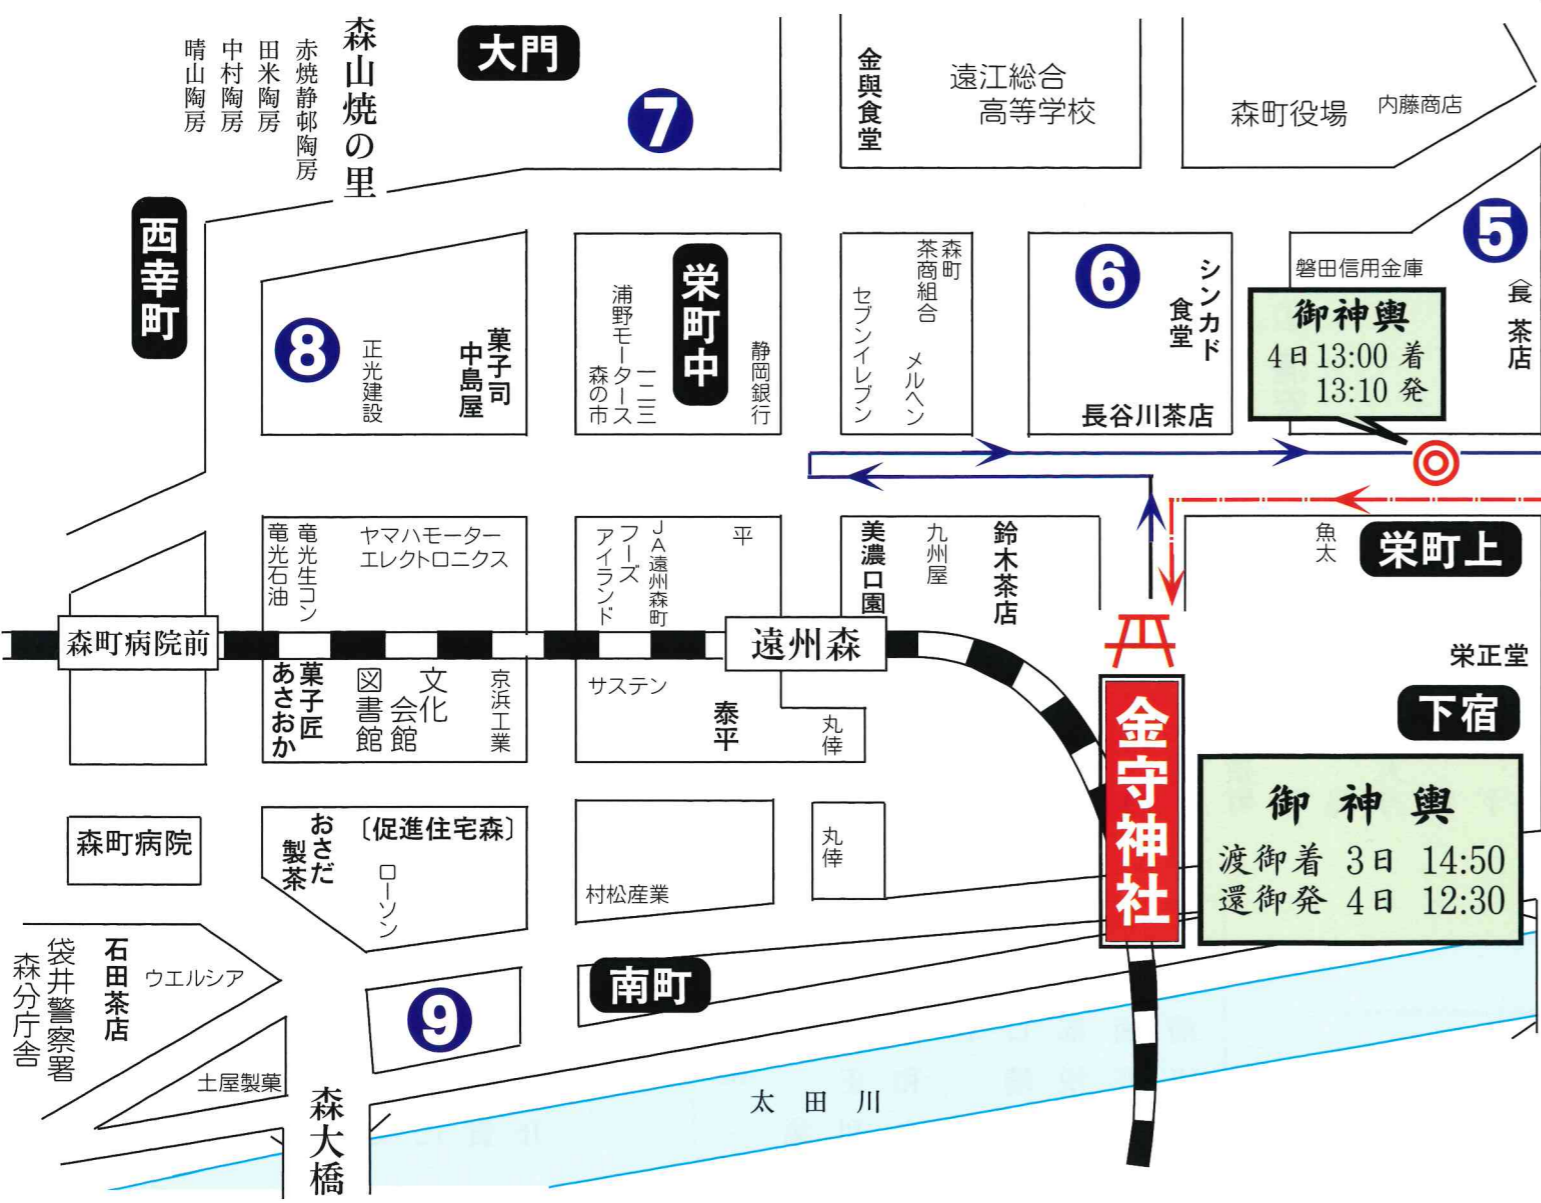 森山焼の里
赤焼静邨陶房
田米陶房
中村陶房
晴山陶房
大門
7
金與食堂
遠江総合
高等学校
森町役場
内藤商店
西幸町
8
正光建設
菓子司
中島屋
浦野モータース
一二三
森の市
栄町中
静岡銀行
セブンイレブン
森町
茶商組合
メルヘン
6
シンカド
食堂
長谷川茶店
磐田信用金庫
5
長 茶店
御神輿
4日13:00 着
13:10 発
竜光生コン
竜光石油
ヤマハモーター
エレクトロニクス
JA遠州森町
フーズ
アイランド
平
美濃口園
九州屋
鈴木茶店
魚太
栄町上
森町病院前
遠州森
栄正堂
下宿
菓子匠
あさおか
図書館
文化
会館
京浜工業
サステン
泰平
丸倖
金守神社
御神輿
渡御着 3日 14:50
還御発 4日 12:30
森町病院
おさだ
製茶
〔促進住宅森〕
ローソン
村松産業
丸倖
袋井警察署
森分庁舎
石田茶店
ウエルシア
9
南町
土屋製菓
森大橋
太田川